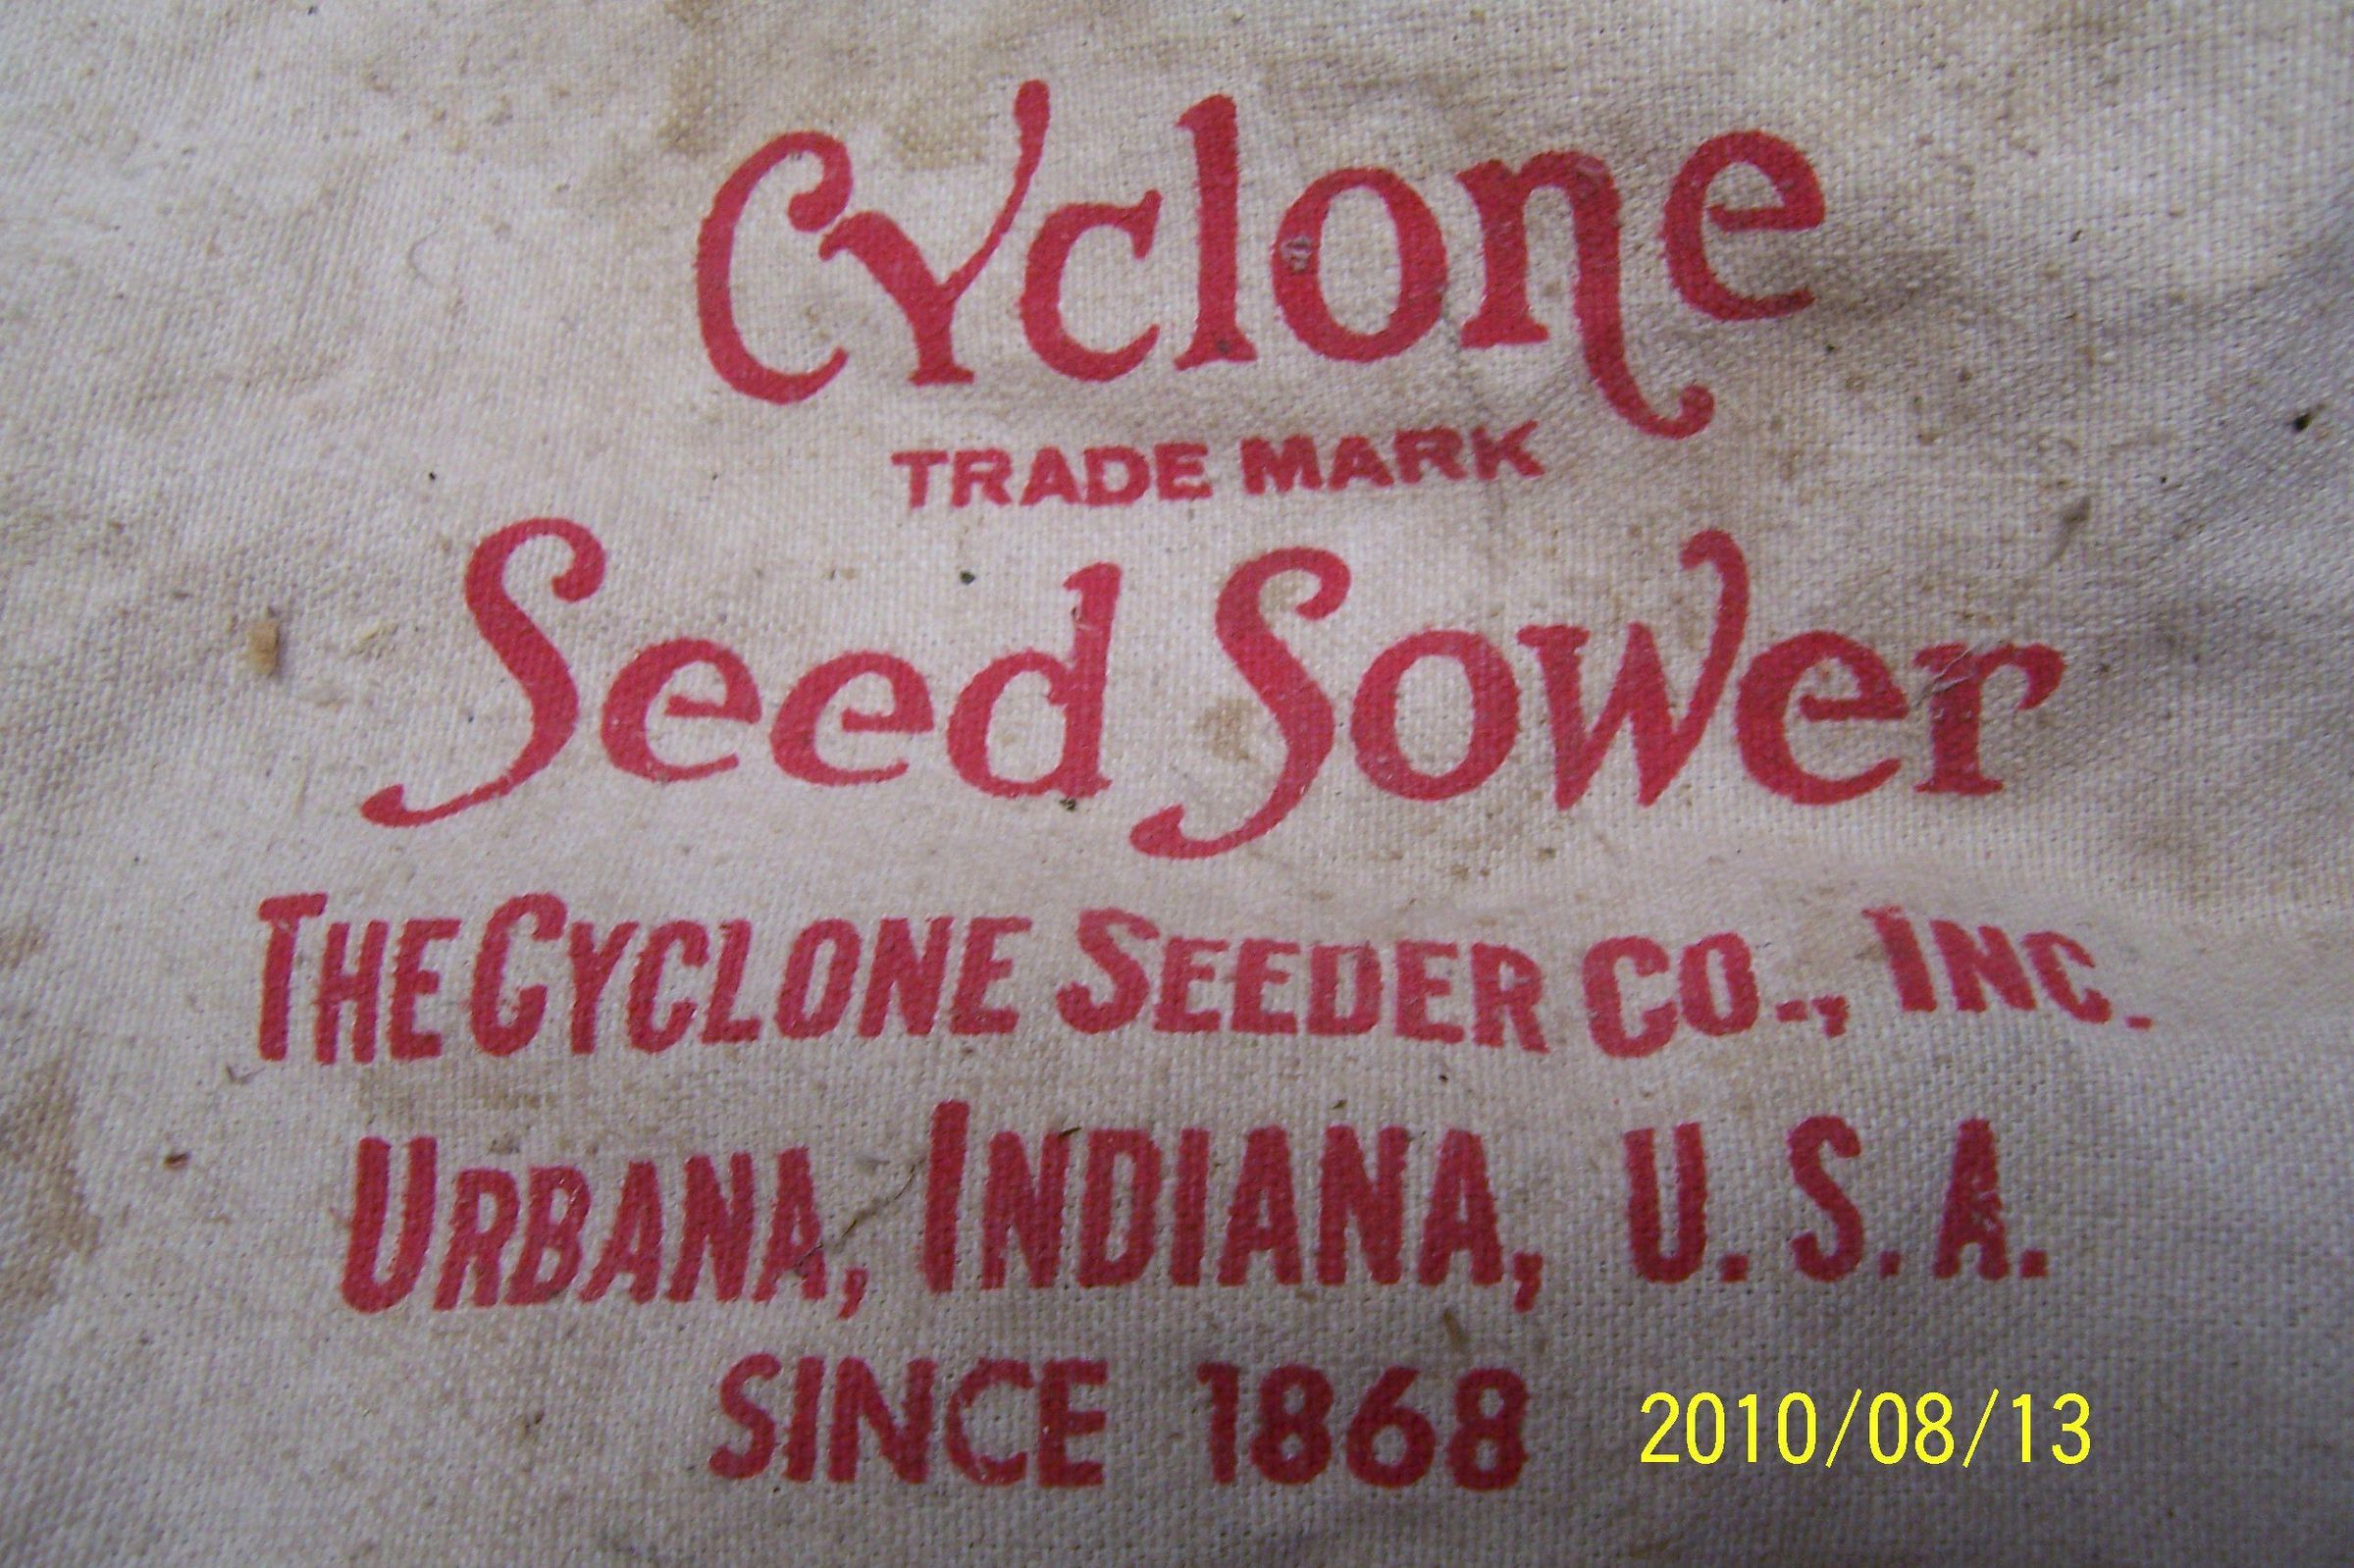 Cyclone
TRADE MARK
Seed Sower
THE CYCLONE SEEDER CO., INC.
URBANA, INDIANA, U.S.A.
SINCE 1868
2010/08/13